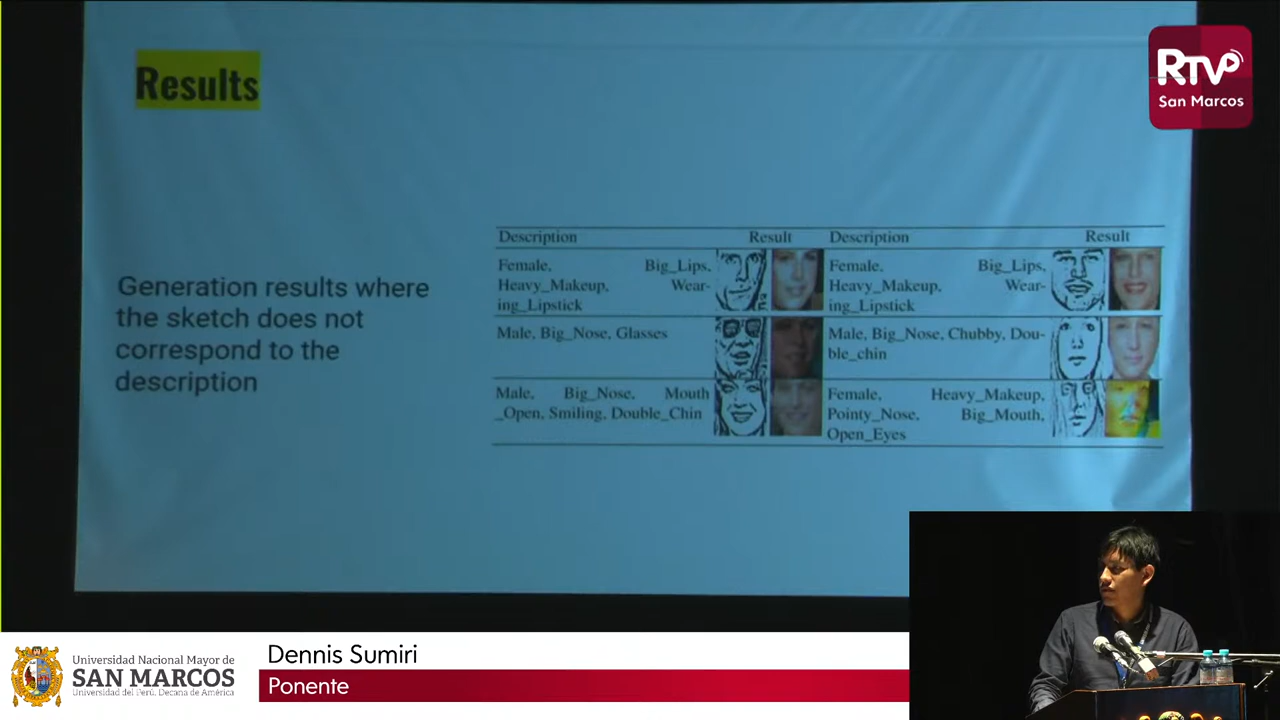 Results
RTV
San Marcos
Generation results where
the sketch does not
correspond to the
description
Description Result Description Result
Female, Big_Lips,
Heavy_Makeup, Wear-
ing_Lipstick
Female, Big_Lips,
Heavy_Makeup, Wear-
ing_Lipstick
Male, Big_Nose, Glasses
Male, Big_Nose, Chubby, Dou-
ble_chin
Male, Big_Nose, Mouth
_Open, Smiling, Double_Chin
Female, Heavy_Makeup,
Pointy_Nose, Big_Mouth,
Open_Eyes
Universidad Nacional Mayor de
SAN MARCOS
Universidad del Perú. Decana de América
Dennis Sumiri
Ponente